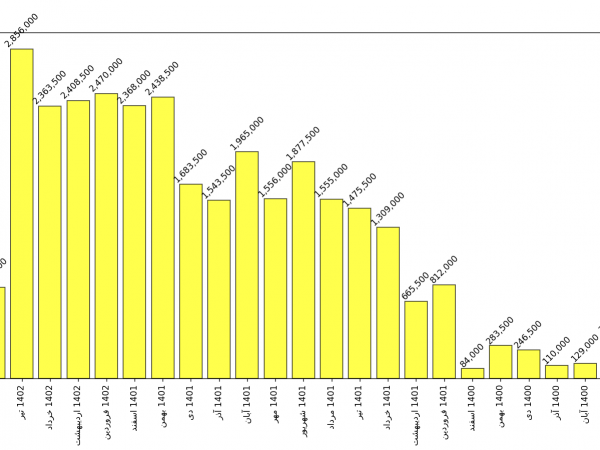 2,856,000
2,363,500
2,408,500
2,470,000
2,368,000
2,438,500
1,683,500
1,543,500
1,965,000
1,556,000
1,877,500
1,555,000
1,475,500
1,309,000
665,500
812,000
84,000
283,500
246,500
110,000
129,000
تیر 1402
خرداد 1402
اردیبهشت 1402
فروردین 1402
اسفند 1401
بهمن 1401
دی 1401
آذر 1401
آبان 1401
مهر 1401
شهریور 1401
مرداد 1401
تیر 1401
خرداد 1401
اردیبهشت 1401
فروردین 1401
اسفند 1400
بهمن 1400
دی 1400
آذر 1400
آبان 1400